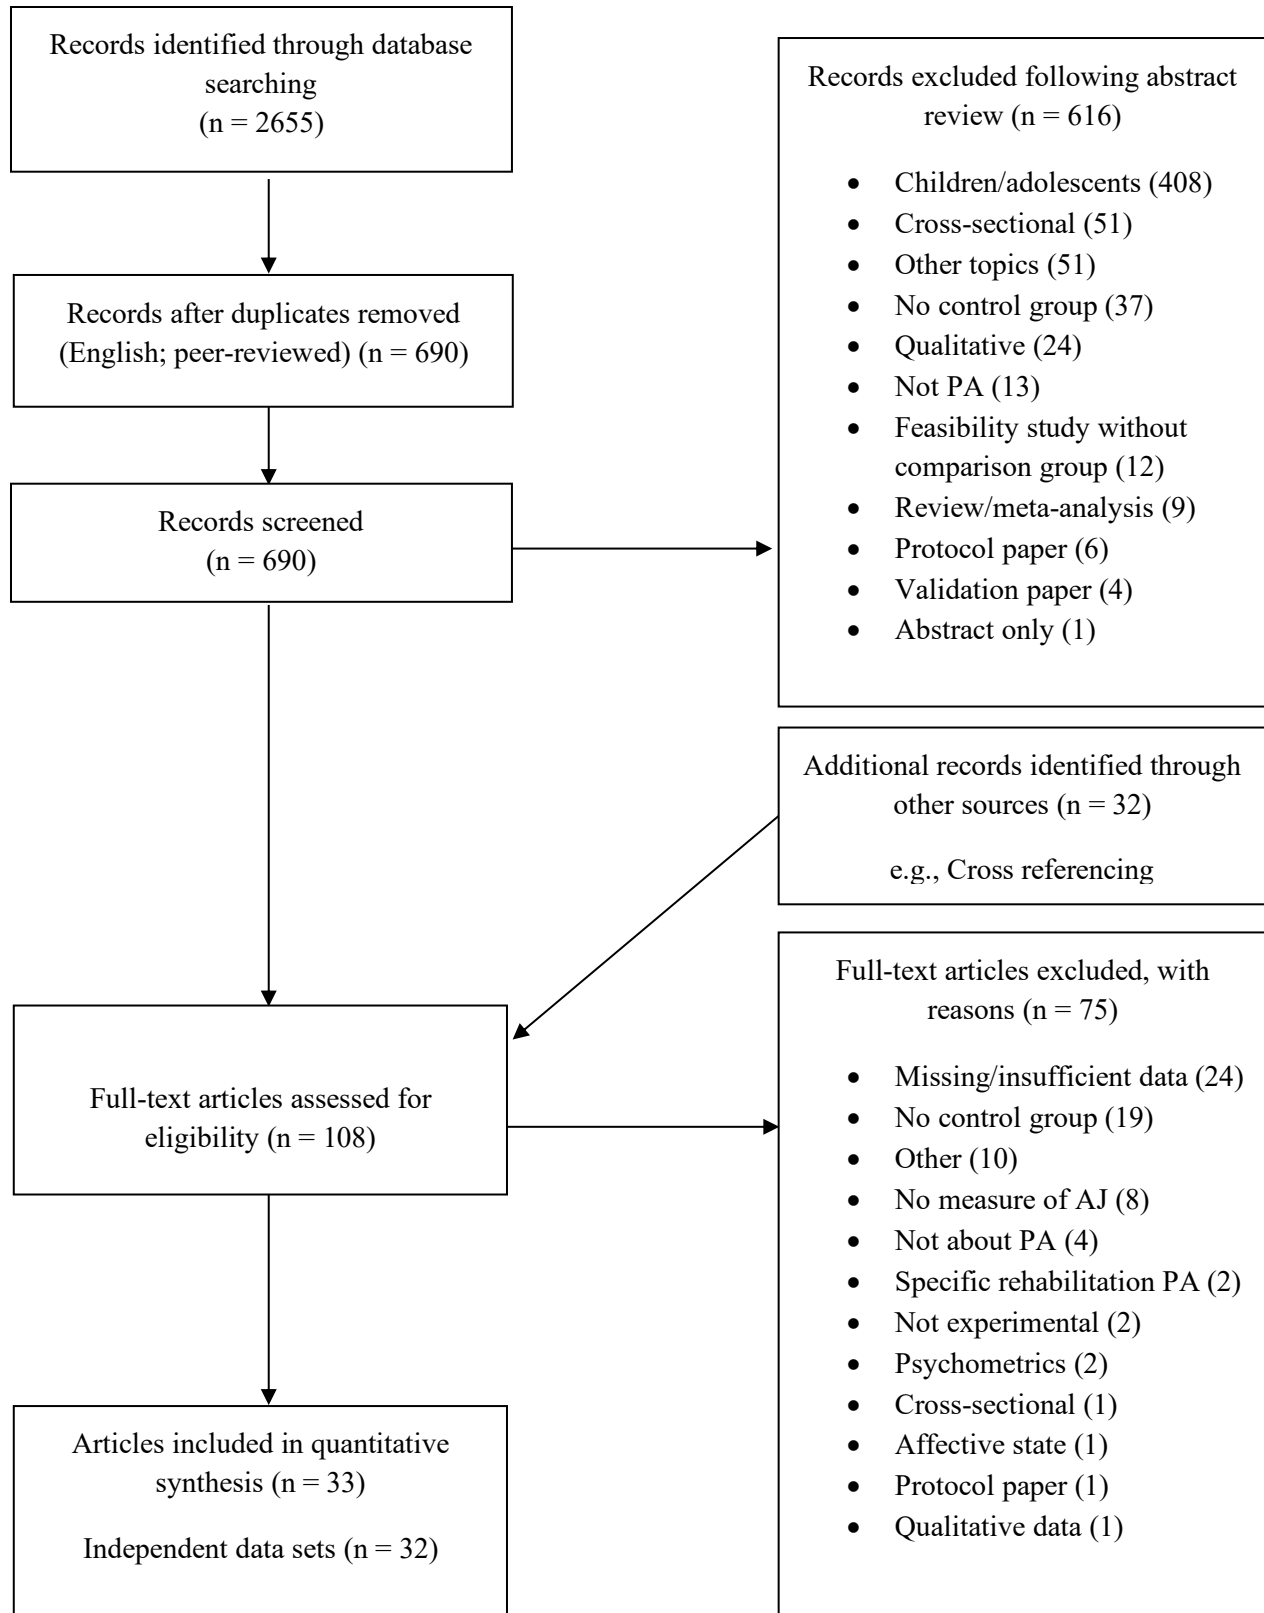 Records identified through database
searching
(n = 2655)
Records after duplicates removed
(English; peer-reviewed) (n = 690)
Records screened
(n = 690)
Records excluded following abstract
review (n = 616)
• Children/adolescents (408)
• Cross-sectional (51)
• Other topics (51)
• No control group (37)
• Qualitative (24)
• Not PA (13)
• Feasibility study without
comparison group (12)
• Review/meta-analysis (9)
• Protocol paper (6)
• Validation paper (4)
• Abstract only (1)
Additional records identified through
other sources (n = 32)
e.g., Cross referencing
Full-text articles assessed for
eligibility (n = 108)
Full-text articles excluded, with
reasons (n = 75)
• Missing/insufficient data (24)
• No control group (19)
• Other (10)
• No measure of AJ (8)
• Not about PA (4)
• Specific rehabilitation PA (2)
• Not experimental (2)
• Psychometrics (2)
• Cross-sectional (1)
• Affective state (1)
• Protocol paper (1)
• Qualitative data (1)
Articles included in quantitative
synthesis (n = 33)
Independent data sets (n = 32)